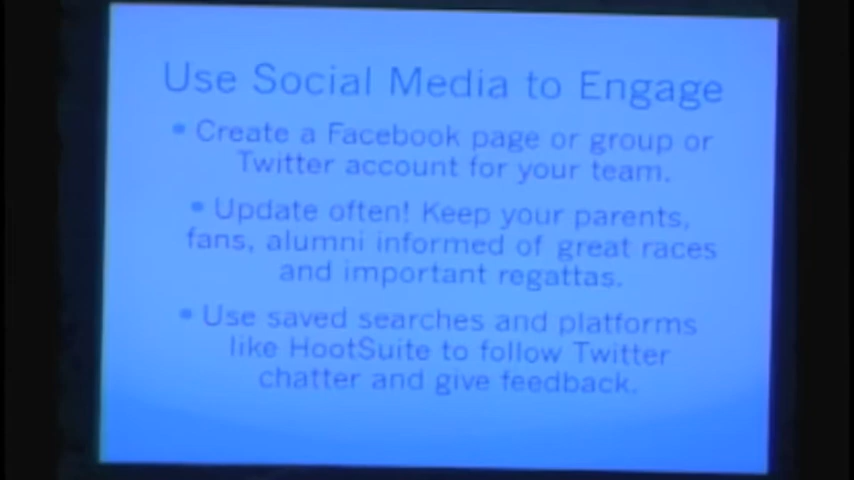 Use Social Media to Engage
• Create a Facebook page or group or
Twitter account for your team.
• Update often! Keep your parents,
fans, alumni informed of great races
and important regattas.
• Use saved searches and platforms
like HootSuite to follow Twitter
chatter and give feedback.